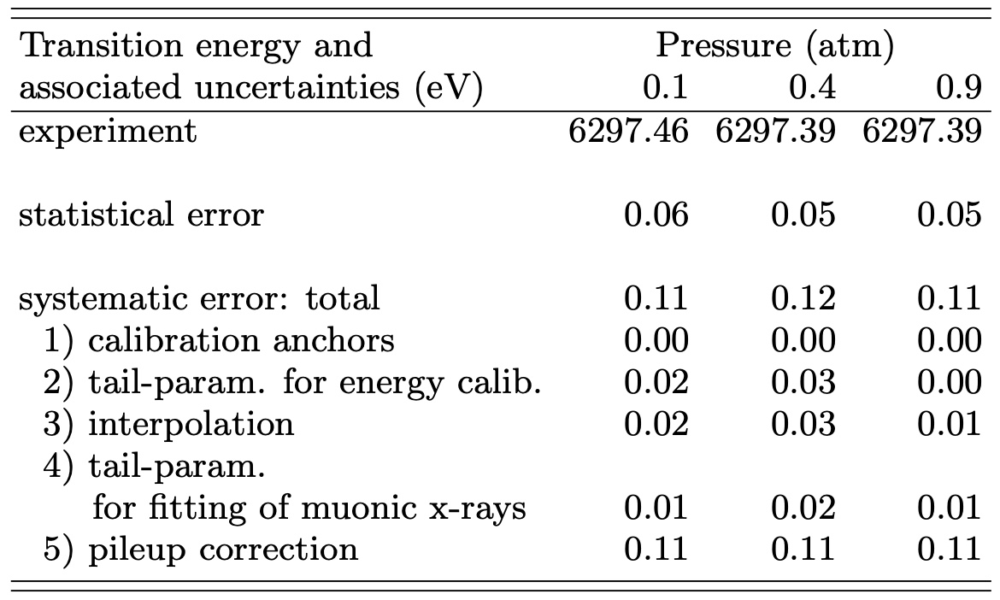 Transition energy and Pressure (atm)
associated uncertainties (eV) 0.1 0.4 0.9
experiment 6297.46 6297.39 6297.39
statistical error 0.06 0.05 0.05
systematic error: total 0.11 0.12 0.11
1) calibration anchors 0.00 0.00 0.00
2) tail-param. for energy calib. 0.02 0.03 0.00
3) interpolation 0.02 0.03 0.01
4) tail-param.
for fitting of muonic x-rays 0.01 0.02 0.01
5) pileup correction 0.11 0.11 0.11